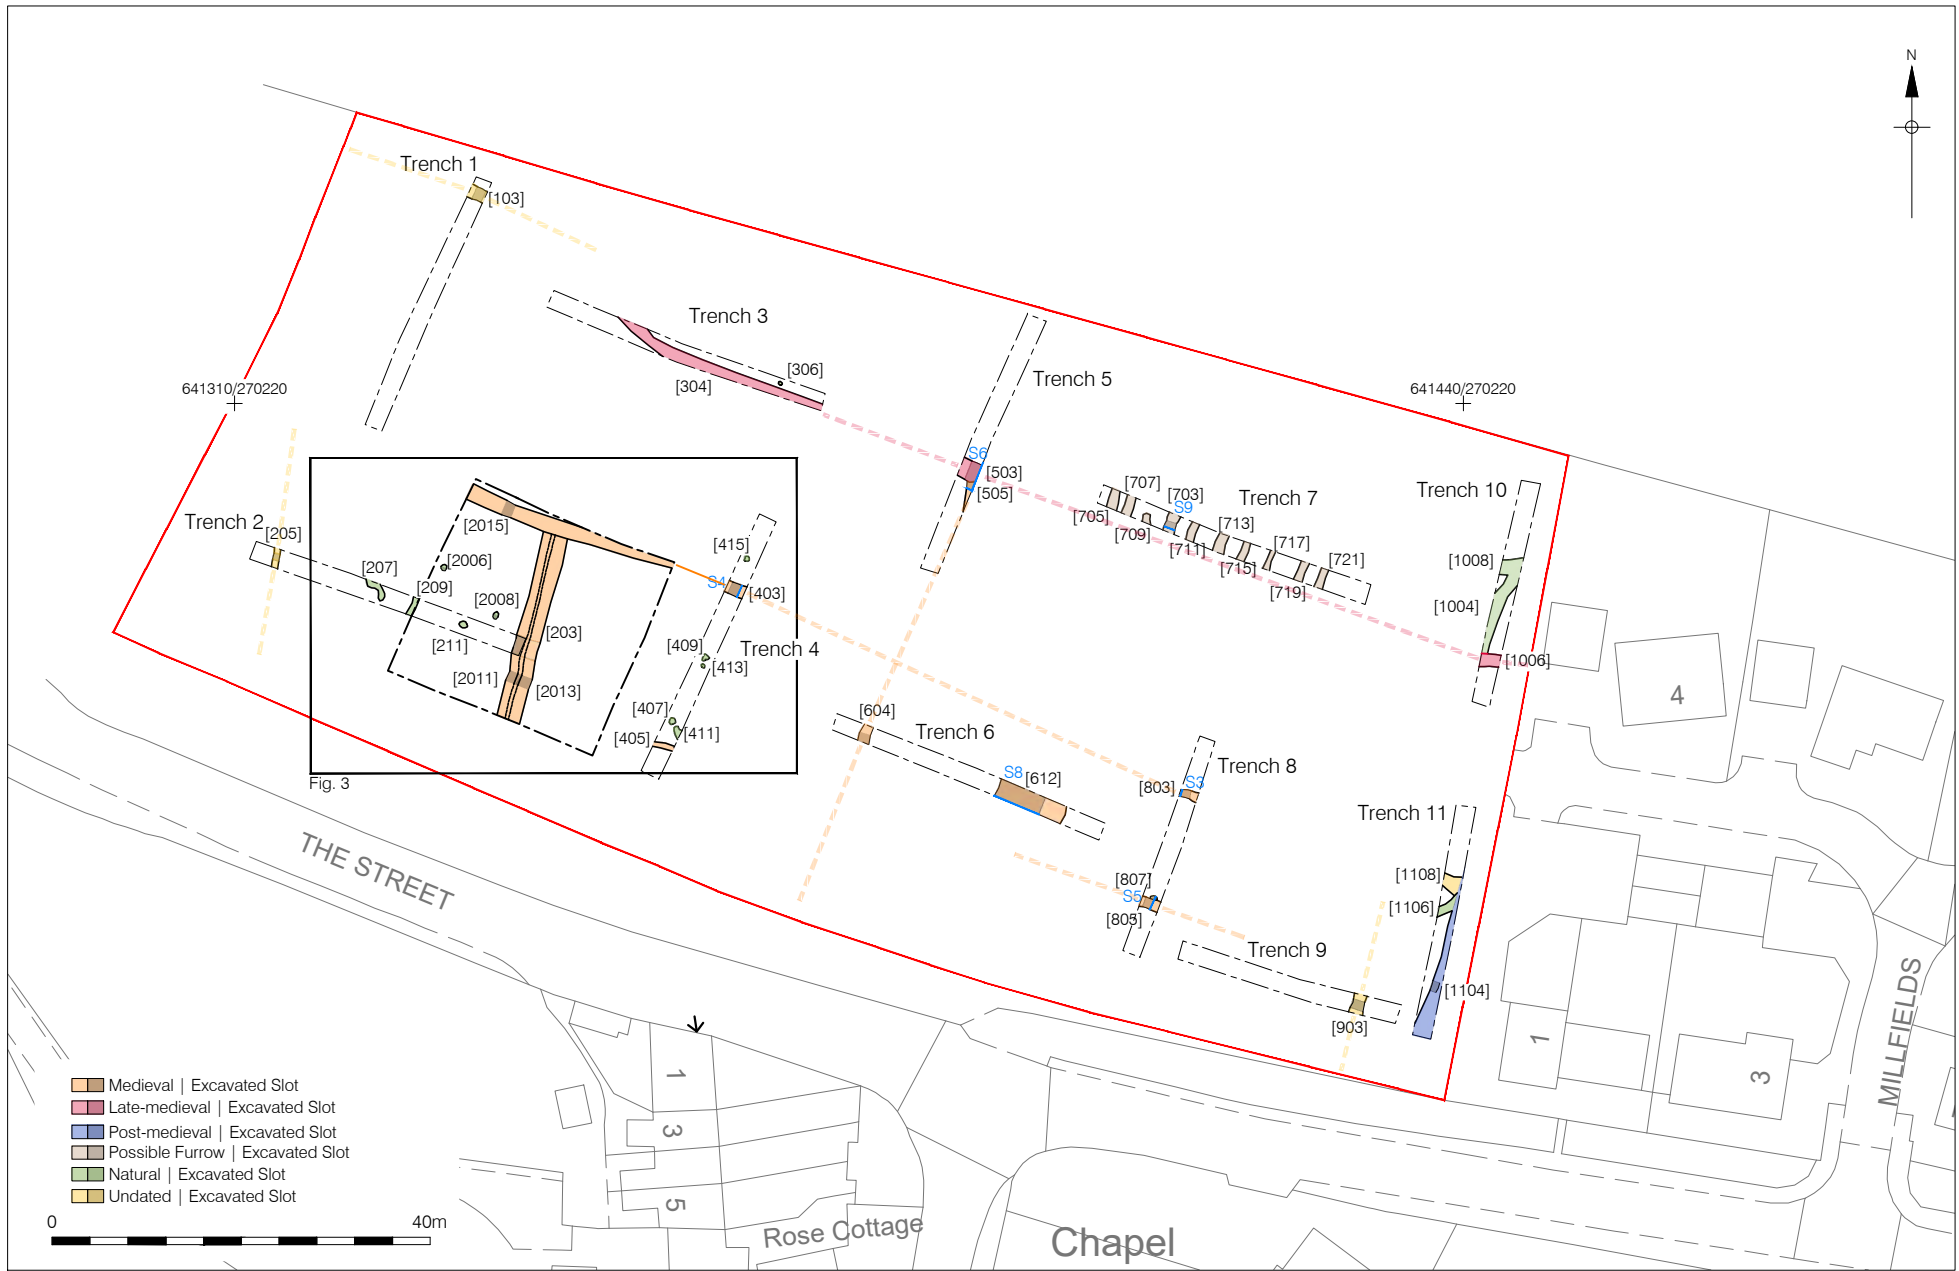 N
Trench 1
[103]
Trench 3
[306]
[304]
Trench 5
641310/270220
641440/270220
S6
[503]
[505]
[707]
[703]
S9
Trench 7
[705]
[709]
[711]
[713]
[715]
[717]
[719]
[721]
Trench 10
[1008]
[1004]
[1006]
Trench 2
[205]
[207]
[209]
[2015]
[2006]
[2008]
[211]
[203]
[2011]
[2013]
[415]
S4
[403]
[409]
[413]
Trench 4
[407]
[405]
[411]
Fig. 3
[604]
Trench 6
S8
[612]
Trench 8
[803]
S3
[807]
S5
[805]
Trench 9
[903]
Trench 11
[1108]
[1106]
[1104]
THE STREET
MILLFIELDS
4
1
3
1
3
5
Rose Cottage
Chapel
Medieval | Excavated Slot
Late-medieval | Excavated Slot
Post-medieval | Excavated Slot
Possible Furrow | Excavated Slot
Natural | Excavated Slot
Undated | Excavated Slot
0
40m